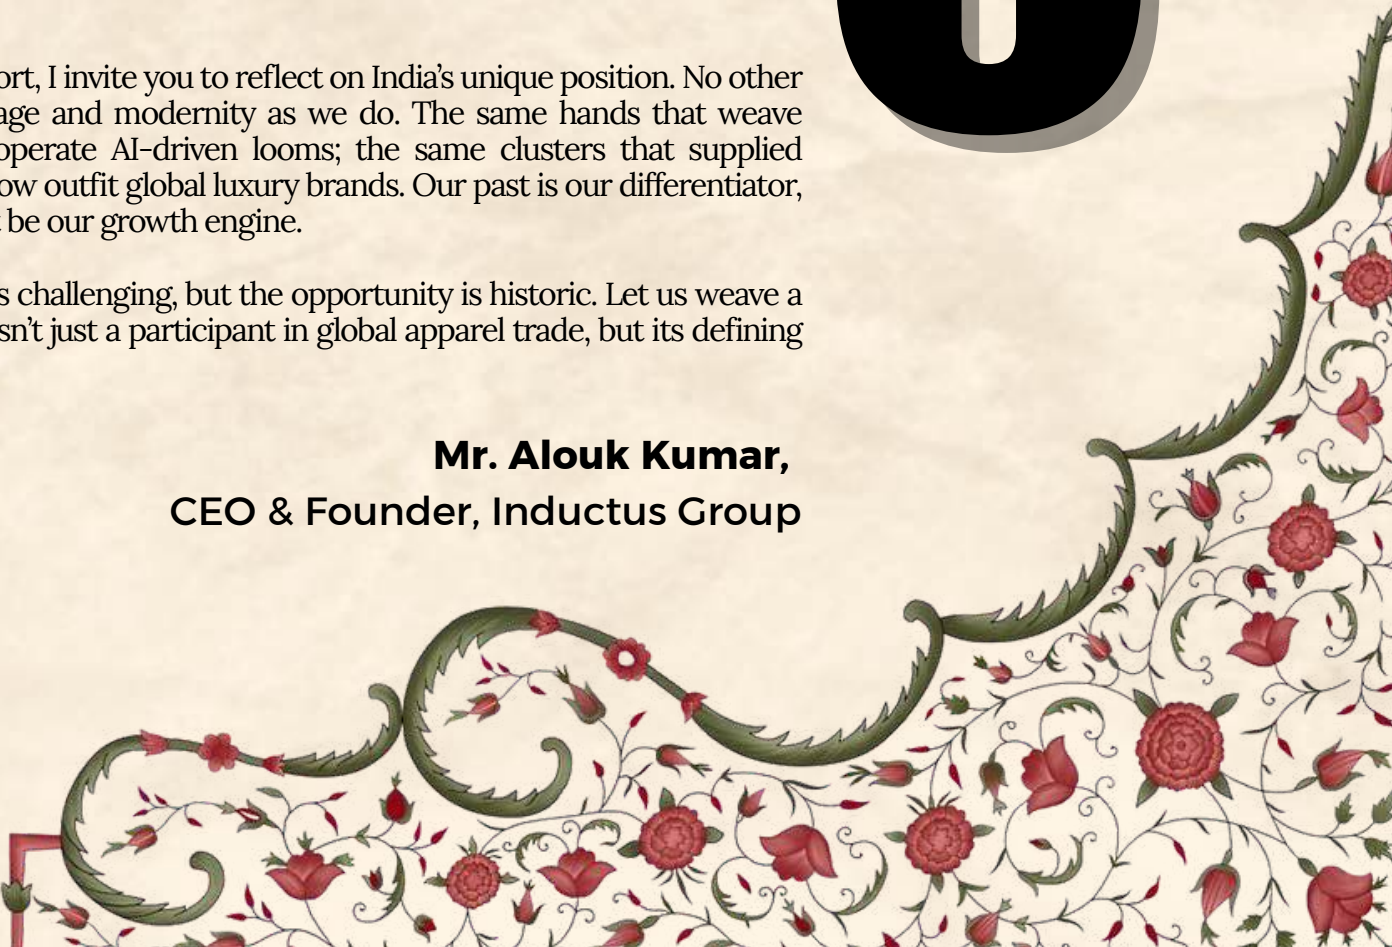 ort, I invite you to reflect on India's unique position. No other
age and modernity as we do. The same hands that weave
operate AI-driven looms; the same clusters that supplied
ow outfit global luxury brands. Our past is our differentiator,
be our growth engine.
s challenging, but the opportunity is historic. Let us weave a
sn't just a participant in global apparel trade, but its defining
Mr. Alouk Kumar,
CEO & Founder, Inductus Group